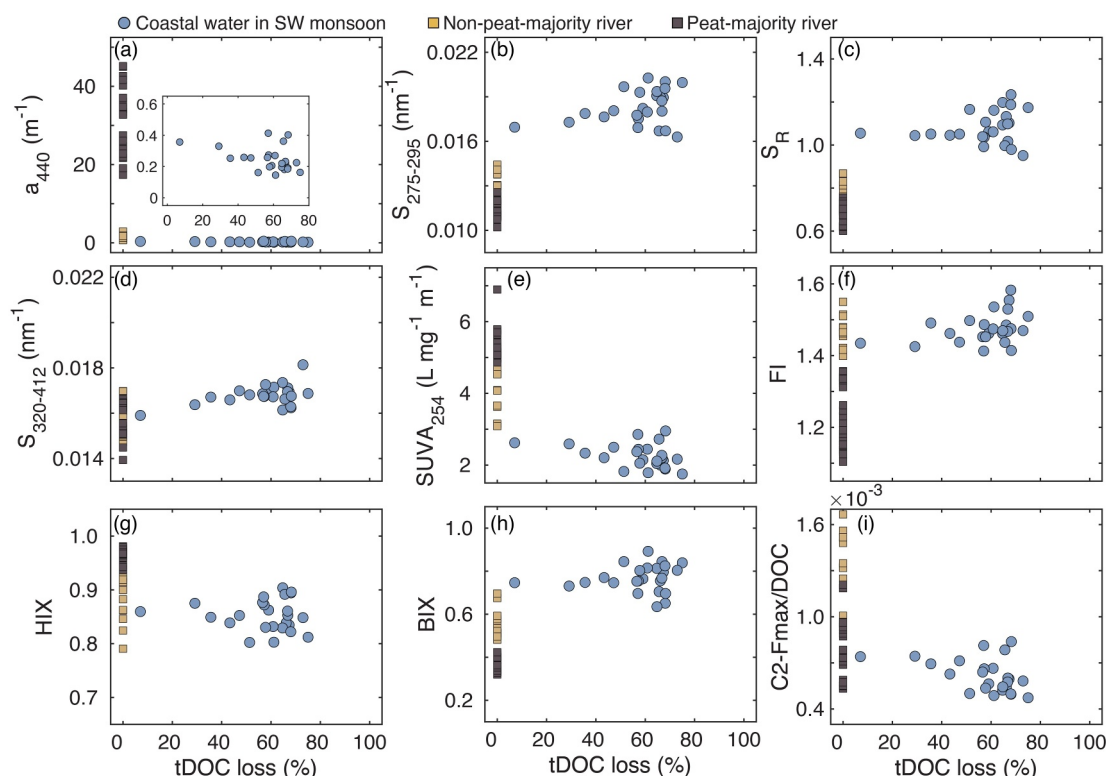 Coastal water in SW monsoon Non-peat-majority river Peat-majority river
(a) (b) (c)
a440 (m-1) S275-295 (nm-1) SR
40 20 0
0.6 0.4 0.2 0
0 20 40 60 80
0.022 0.016 0.010
1.4 1.0 0.6
(d) (e) (f)
S320-412 (nm-1) SUVA254 (L mg-1 m-1) FI
0.022 0.018 0.014
6 4 2
1.6 1.4 1.2
(g) (h) (i)
HIX BIX C2-Fmax/DOC
1.0 0.9 0.8 0.7
1.0 0.6 0.2
×10-3
1.6 1.0 0.4
0 20 40 60 80 100 0 20 40 60 80 100 0 20 40 60 80 100
tDOC loss (%) tDOC loss (%) tDOC loss (%)